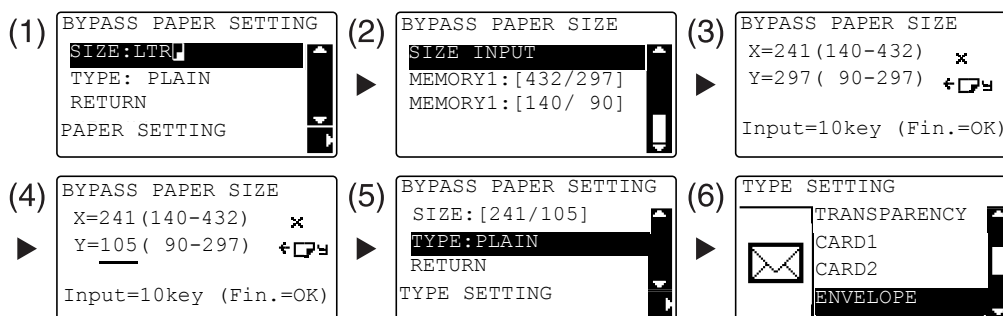 (1)
BYPASS PAPER SETTING
SIZE:LTR
TYPE: PLAIN
RETURN
PAPER SETTING
(2)
BYPASS PAPER SIZE
SIZE INPUT
MEMORY1:[432/297]
MEMORY1:[140/ 90]
(3)
BYPASS PAPER SIZE
X=241(140-432) x
Y=297( 90-297) y
Input=10key (Fin.=OK)
(4)
BYPASS PAPER SIZE
X=241(140-432) x
Y=105( 90-297) y
Input=10key (Fin.=OK)
(5)
BYPASS PAPER SETTING
SIZE:[241/105]
TYPE:PLAIN
RETURN
TYPE SETTING
(6)
TYPE SETTING
TRANSPARENCY
CARD1
CARD2
ENVELOPE